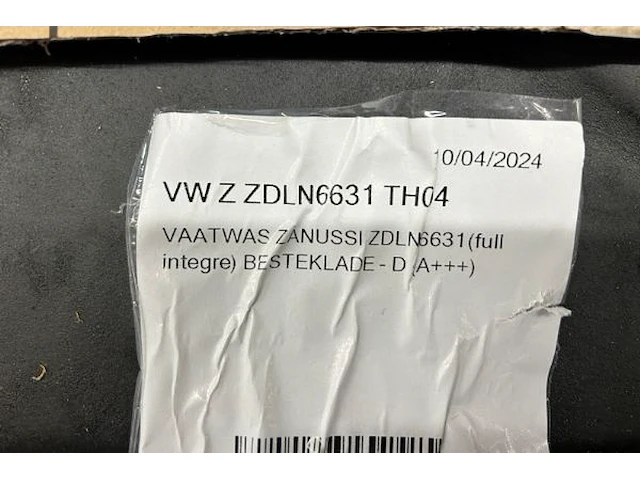 10/04/2024
VW Z ZDLN6631 TH04
VAATWAS ZANUSSI ZDLN6631(full
integre) BESTEKLADE - D (A+++)